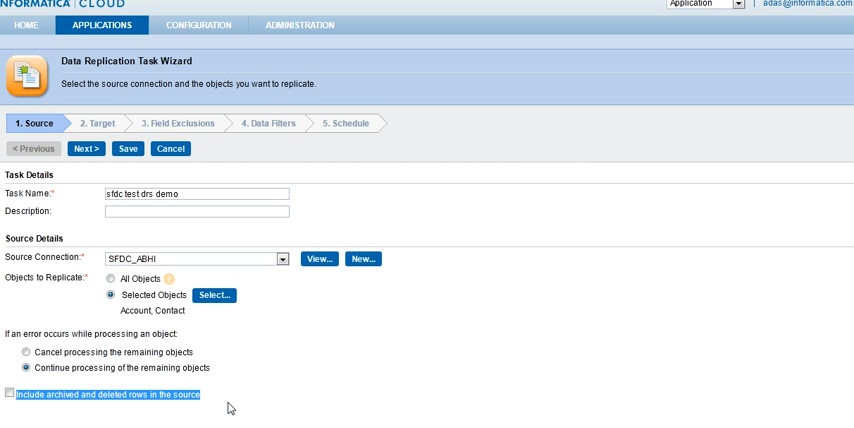 NFORMATICA | CLOUD
Application | adas@informatica.com
HOME APPLICATIONS CONFIGURATION ADMINISTRATION
Data Replication Task Wizard
Select the source connection and the objects you want to replicate.
1. Source 2. Target 3. Field Exclusions 4. Data Filters 5. Schedule
< Previous Next > Save Cancel
Task Details
Task Name:* sfdc test drs demo
Description:
Source Details
Source Connection:* SFDC_ABHI View... New...
Objects to Replicate:* All Objects
Selected Objects Select...
Account, Contact
If an error occurs while processing an object:
Cancel processing the remaining objects
Continue processing of the remaining objects
Include archived and deleted rows in the source